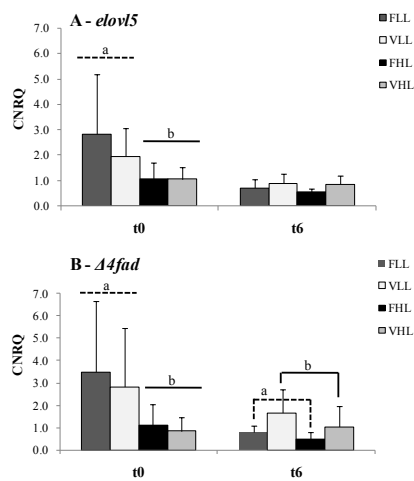 A - elovl5
7.0
6.0
5.0
4.0
3.0
2.0
1.0
0.0
CNRQ
a
b
t0
t6
FLL
VLL
FHL
VHL
B - Δ4fad
7.0
6.0
5.0
4.0
3.0
2.0
1.0
0.0
CNRQ
a
b
a
b
t0
t6
FLL
VLL
FHL
VHL